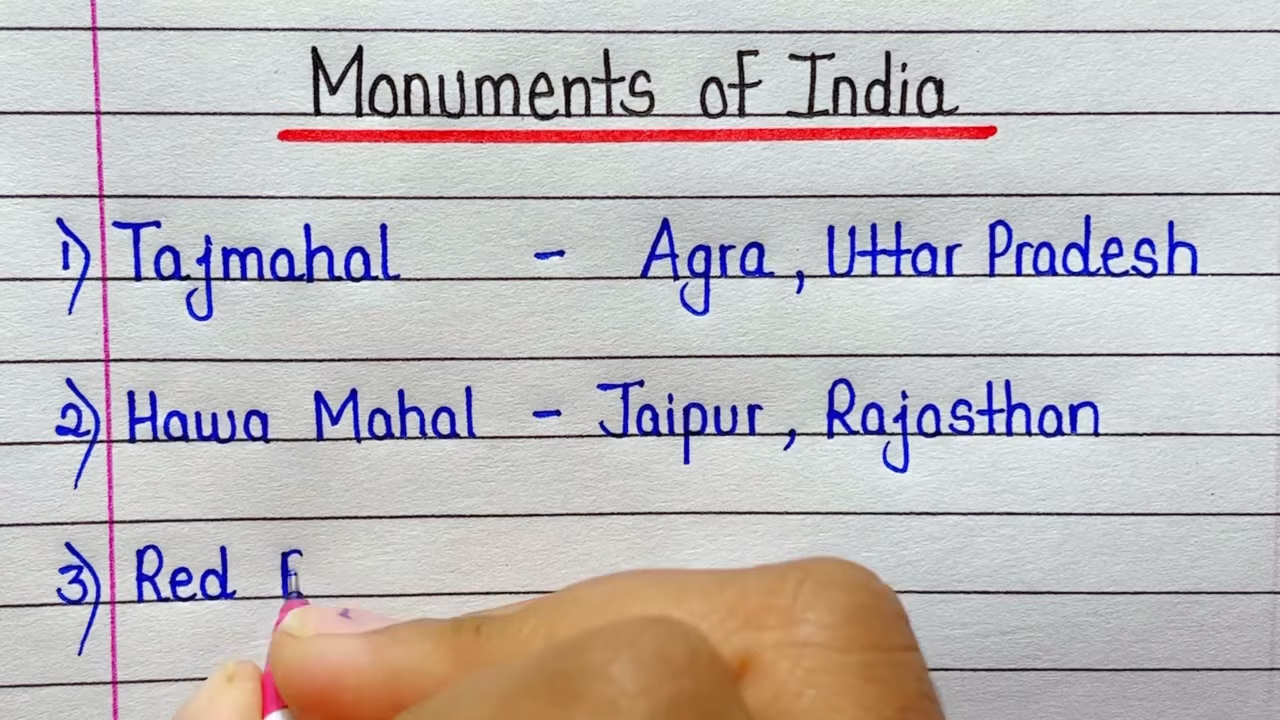 Monuments of India
1) Tajmahal - Agra, Uttar Pradesh
2) Hawa Mahal - Jaipur, Rajasthan
3) Red F